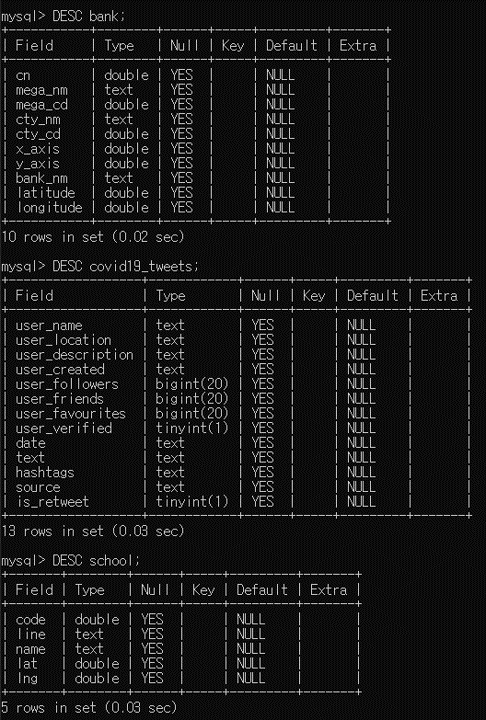 mysql> DESC bank;
+-----------+--------+------+-----+---------+-------+
| Field     | Type   | Null | Key | Default | Extra |
+-----------+--------+------+-----+---------+-------+
| cn        | double | YES  |     | NULL    |       |
| mega_nm   | text   | YES  |     | NULL    |       |
| mega_cd   | double | YES  |     | NULL    |       |
| cty_nm    | text   | YES  |     | NULL    |       |
| cty_cd    | double | YES  |     | NULL    |       |
| x_axis    | double | YES  |     | NULL    |       |
| y_axis    | double | YES  |     | NULL    |       |
| bank_nm   | text   | YES  |     | NULL    |       |
| latitude  | double | YES  |     | NULL    |       |
| longitude | double | YES  |     | NULL    |       |
+-----------+--------+------+-----+---------+-------+
10 rows in set (0.02 sec)
mysql> DESC covid19_tweets;
+------------------+------------+------+-----+---------+-------+
| Field            | Type       | Null | Key | Default | Extra |
+------------------+------------+------+-----+---------+-------+
| user_name        | text       | YES  |     | NULL    |       |
| user_location    | text       | YES  |     | NULL    |       |
| user_description | text       | YES  |     | NULL    |       |
| user_created     | text       | YES  |     | NULL    |       |
| user_followers   | bigint(20) | YES  |     | NULL    |       |
| user_friends     | bigint(20) | YES  |     | NULL    |       |
| user_favourites  | bigint(20) | YES  |     | NULL    |       |
| user_verified    | tinyint(1) | YES  |     | NULL    |       |
| date             | text       | YES  |     | NULL    |       |
| text             | text       | YES  |     | NULL    |       |
| hashtags         | text       | YES  |     | NULL    |       |
| source           | text       | YES  |     | NULL    |       |
| is_retweet       | tinyint(1) | YES  |     | NULL    |       |
+------------------+------------+------+-----+---------+-------+
13 rows in set (0.03 sec)
mysql> DESC school;
+-------+--------+------+-----+---------+-------+
| Field | Type   | Null | Key | Default | Extra |
+-------+--------+------+-----+---------+-------+
| code  | double | YES  |     | NULL    |       |
| line  | text   | YES  |     | NULL    |       |
| name  | text   | YES  |     | NULL    |       |
| lat   | double | YES  |     | NULL    |       |
| lng   | double | YES  |     | NULL    |       |
+-------+--------+------+-----+---------+-------+
5 rows in set (0.03 sec)